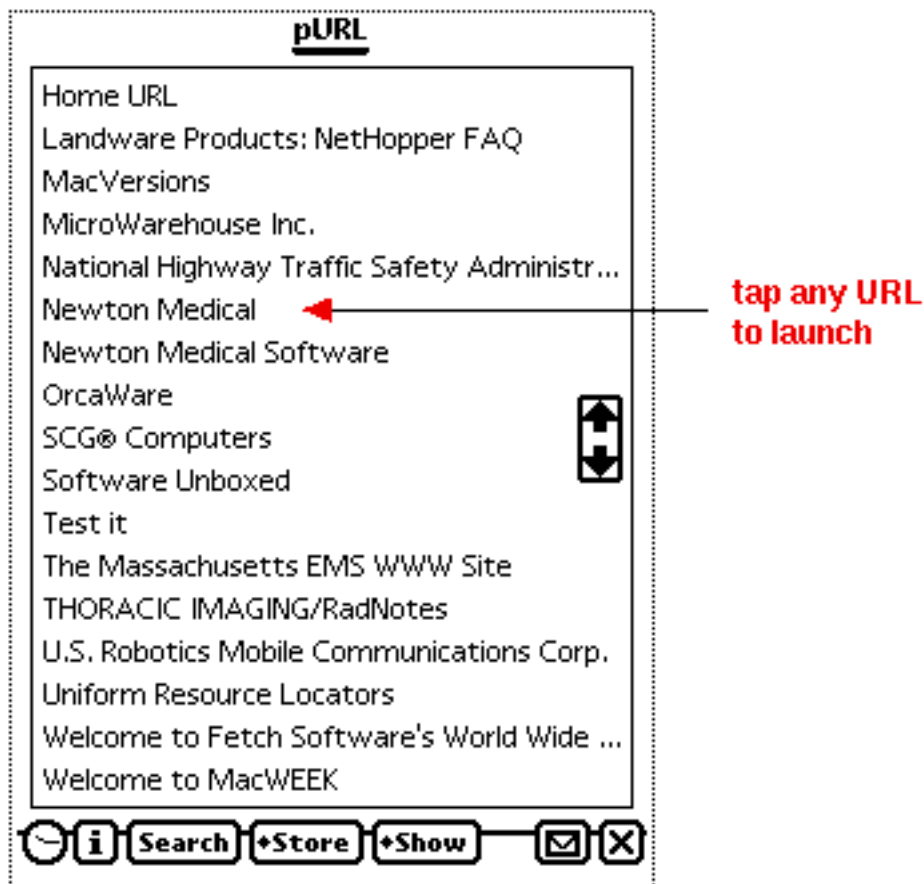 pURL
Home URL
Landware Products: NetHopper FAQ
MacVersions
MicroWarehouse Inc.
National Highway Traffic Safety Administr...
Newton Medical
tap any URL
to launch
Newton Medical Software
OrcaWare
SCG® Computers
Software Unboxed
Test it
The Massachusetts EMS WWW Site
THORACIC IMAGING/RadNotes
U.S. Robotics Mobile Communications Corp.
Uniform Resource Locators
Welcome to Fetch Software's World Wide ...
Welcome to MacWEEK
i Search ◆Store ◆Show